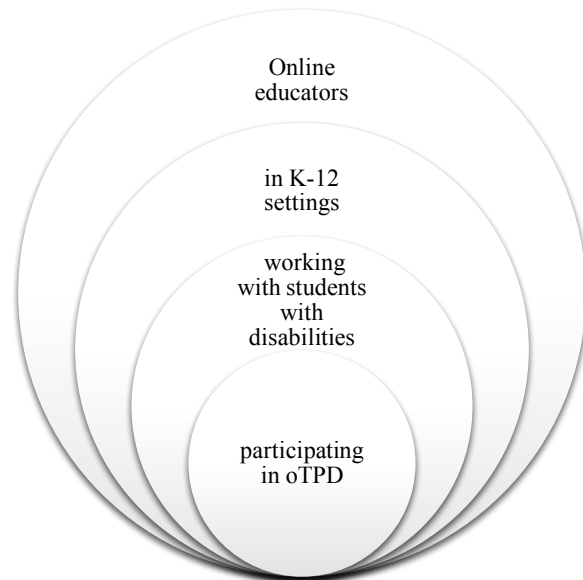 Online
educators
in K-12
settings
working
with students
with
disabilities
participating
in oTPD